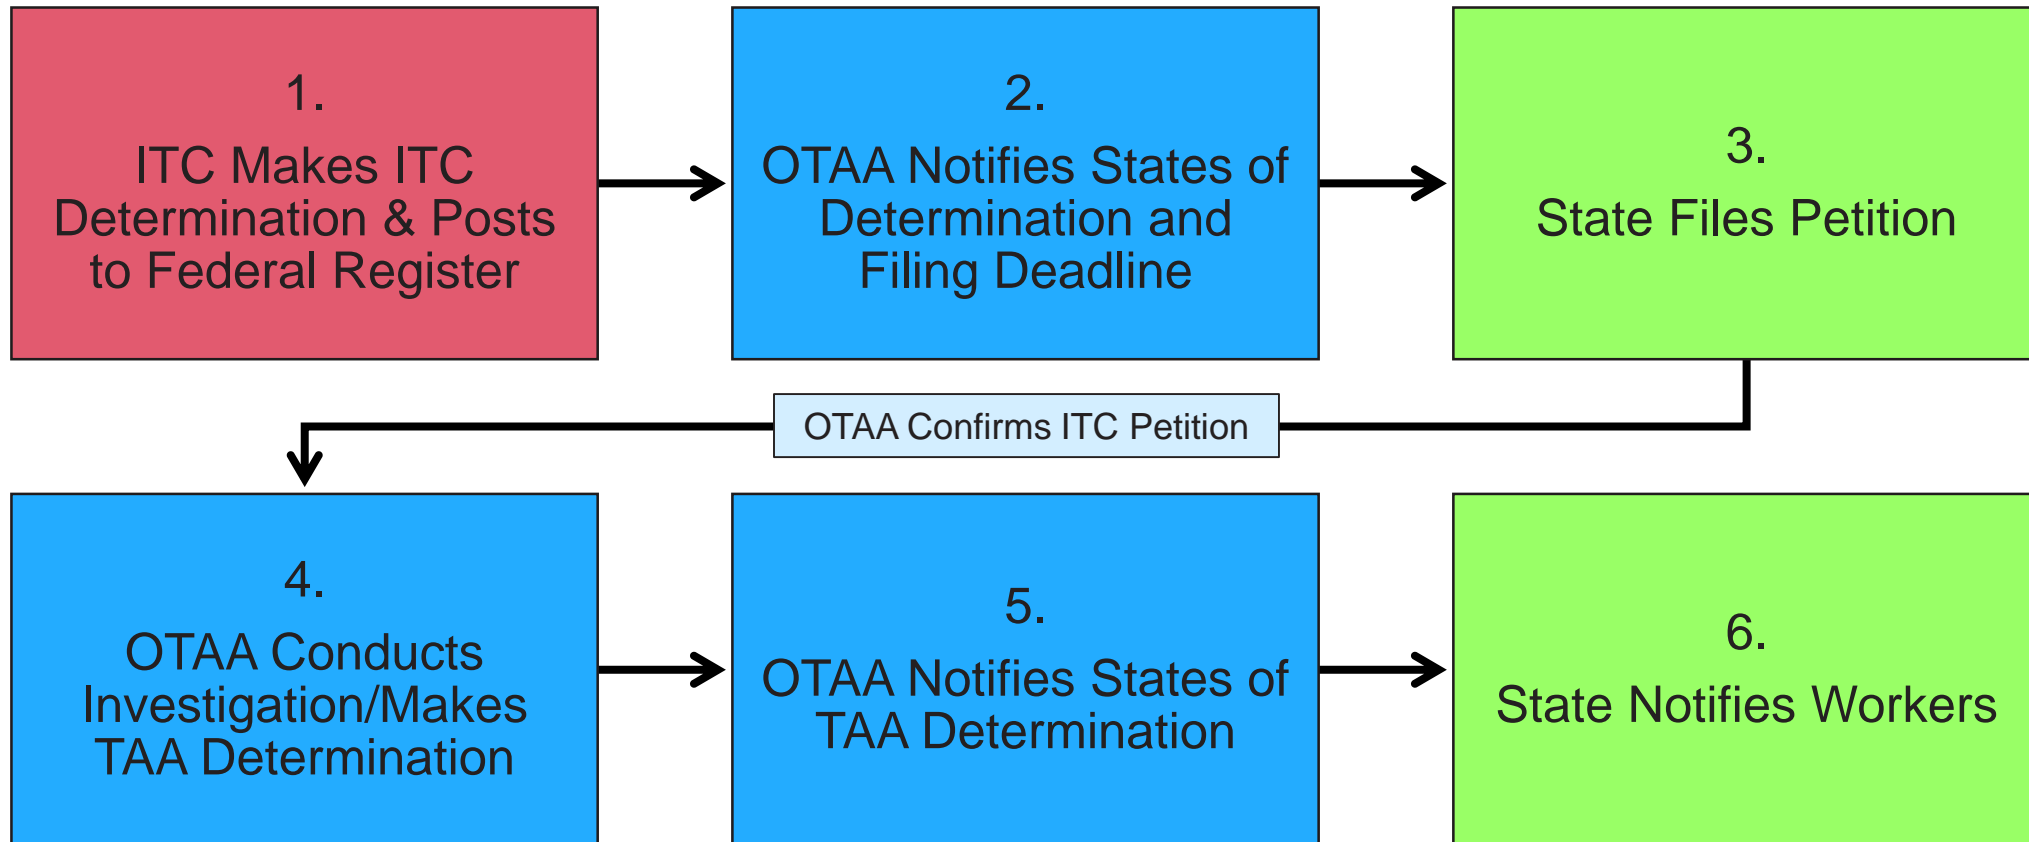 1.
ITC Makes ITC
Determination & Posts
to Federal Register
2.
OTAA Notifies States of
Determination and
Filing Deadline
3.
State Files Petition
OTAA Confirms ITC Petition
4.
OTAA Conducts
Investigation/Makes
TAA Determination
5.
OTAA Notifies States of
TAA Determination
6.
State Notifies Workers